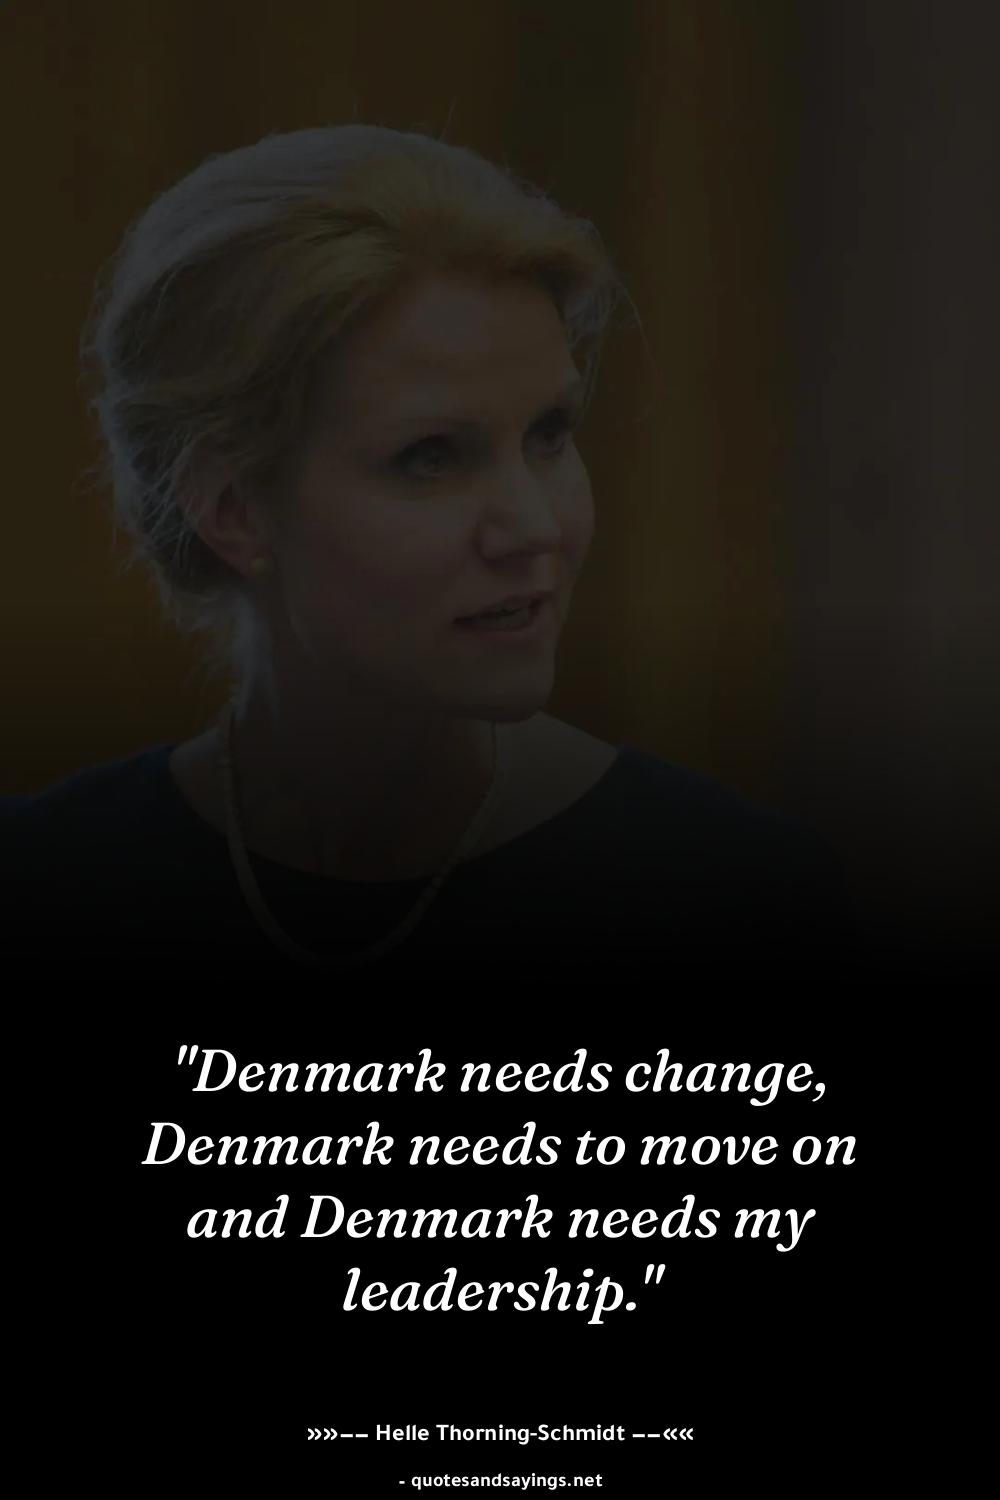 "Denmark needs change,
Denmark needs to move on
and Denmark needs my
leadership."
»»−− Helle Thorning-Schmidt −−««
- quotesandsayings.net